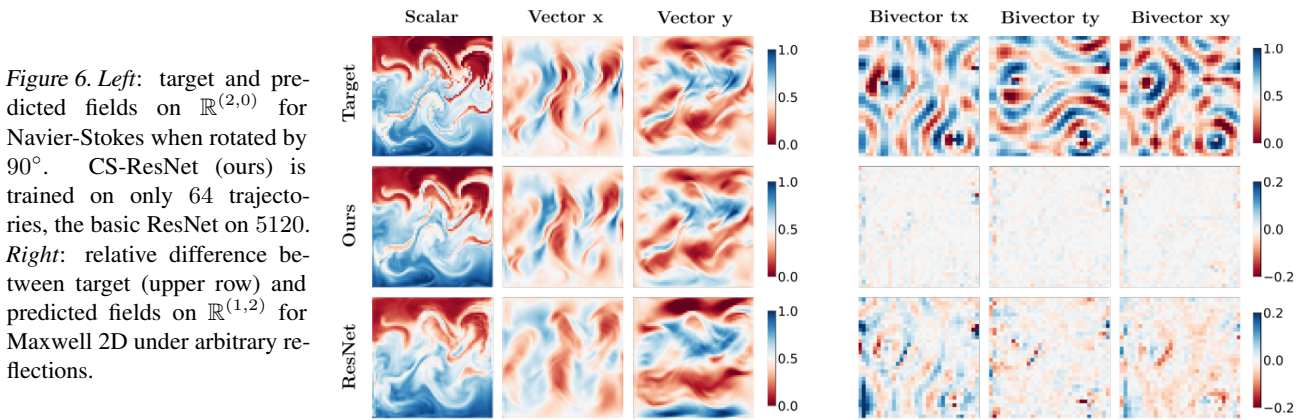 Figure 6. Left: target and pre-
dicted fields on ℝ^(2,0) for
Navier-Stokes when rotated by
90°. CS-ResNet (ours) is
trained on only 64 trajecto-
ries, the basic ResNet on 5120.
Right: relative difference be-
tween target (upper row) and
predicted fields on ℝ^(1,2) for
Maxwell 2D under arbitrary re-
flections.
Scalar Vector x Vector y Bivector tx Bivector ty Bivector xy
Target
1.0
0.5
0.0
1.0
0.5
0.0
Ours
1.0
0.5
0.0
0.2
0.0
−0.2
ResNet
1.0
0.5
0.0
0.2
0.0
−0.2